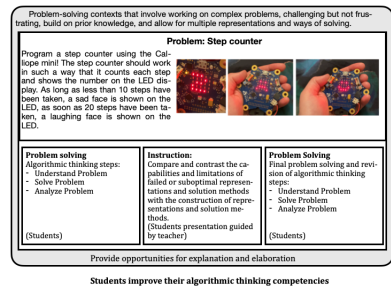 Problem-solving contexts that involve working on complex problems, challenging but not frus-
trating, build on prior knowledge, and allow for multiple representations and ways of solving.
Problem: Step counter
Program a step counter using the Cal-
liope mini! The step counter should work
in such a way that it counts each step
and shows the number on the LED dis-
play. As long as less than 10 steps have
been taken, a sad face is shown on the
LED, as soon as 20 steps have been ta-
ken, a laughing face is shown on the
LED.
Problem solving
Algorithmic thinking steps:
- Understand Problem
- Solve Problem
- Analyze Problem
(Students)
Instruction:
Compare and contrast the ca-
pabilities and limitations of
failed or suboptimal represen-
tations and solution methods
with the construction of repre-
sentations and solution me-
thods.
(Students presentation guided
by teacher)
Problem Solving
Final problem solving and revi-
sion of algorithmic thinking
steps:
- Understand Problem
- Solve Problem
- Analyze Problem
(Students)
Provide opportunities for explanation and elaboration
Students improve their algorithmic thinking competencies